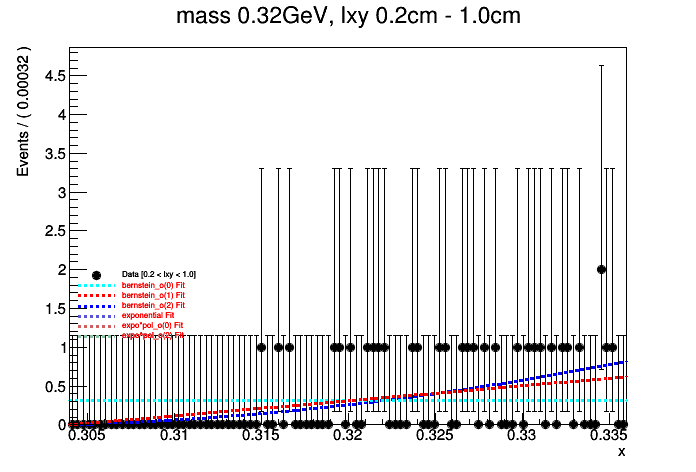 mass 0.32GeV, lxy 0.2cm - 1.0cm
Events / ( 0.00032 )
4.5
4
3.5
3
2.5
2
1.5
1
0.5
0
Data [0.2 < lxy < 1.0]
bernstein_o(0) Fit
bernstein_o(1) Fit
bernstein_o(2) Fit
exponential Fit
expo*pol_o(0) Fit
0.305 0.31 0.315 0.32 0.325 0.33 0.335
x